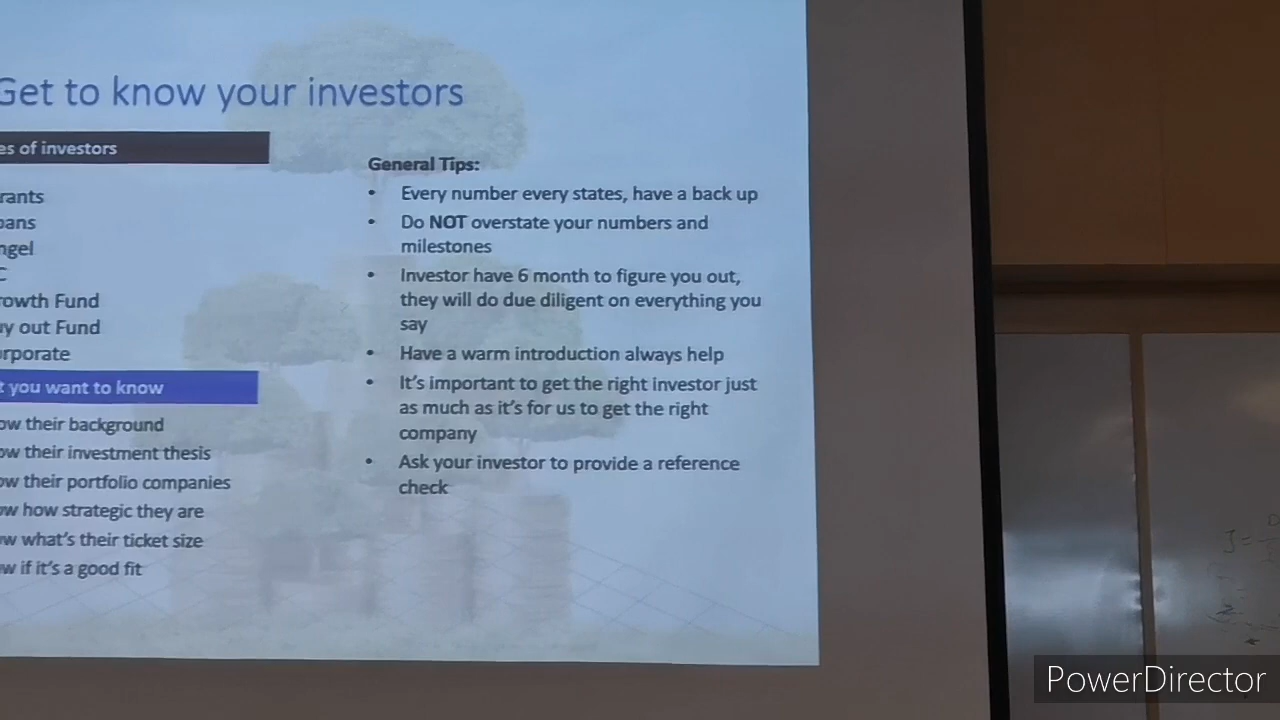 Get to know your investors
es of investors
rants
oans
ngel
C
rowth Fund
uy out Fund
orporate
t you want to know
ow their background
ow their investment thesis
ow their portfolio companies
ow how strategic they are
ow what's their ticket size
w if it's a good fit
General Tips:
• Every number every states, have a back up
• Do NOT overstate your numbers and
milestones
• Investor have 6 month to figure you out,
they will do due diligent on everything you
say
• Have a warm introduction always help
• It's important to get the right investor just
as much as it's for us to get the right
company
• Ask your investor to provide a reference
check
PowerDirector